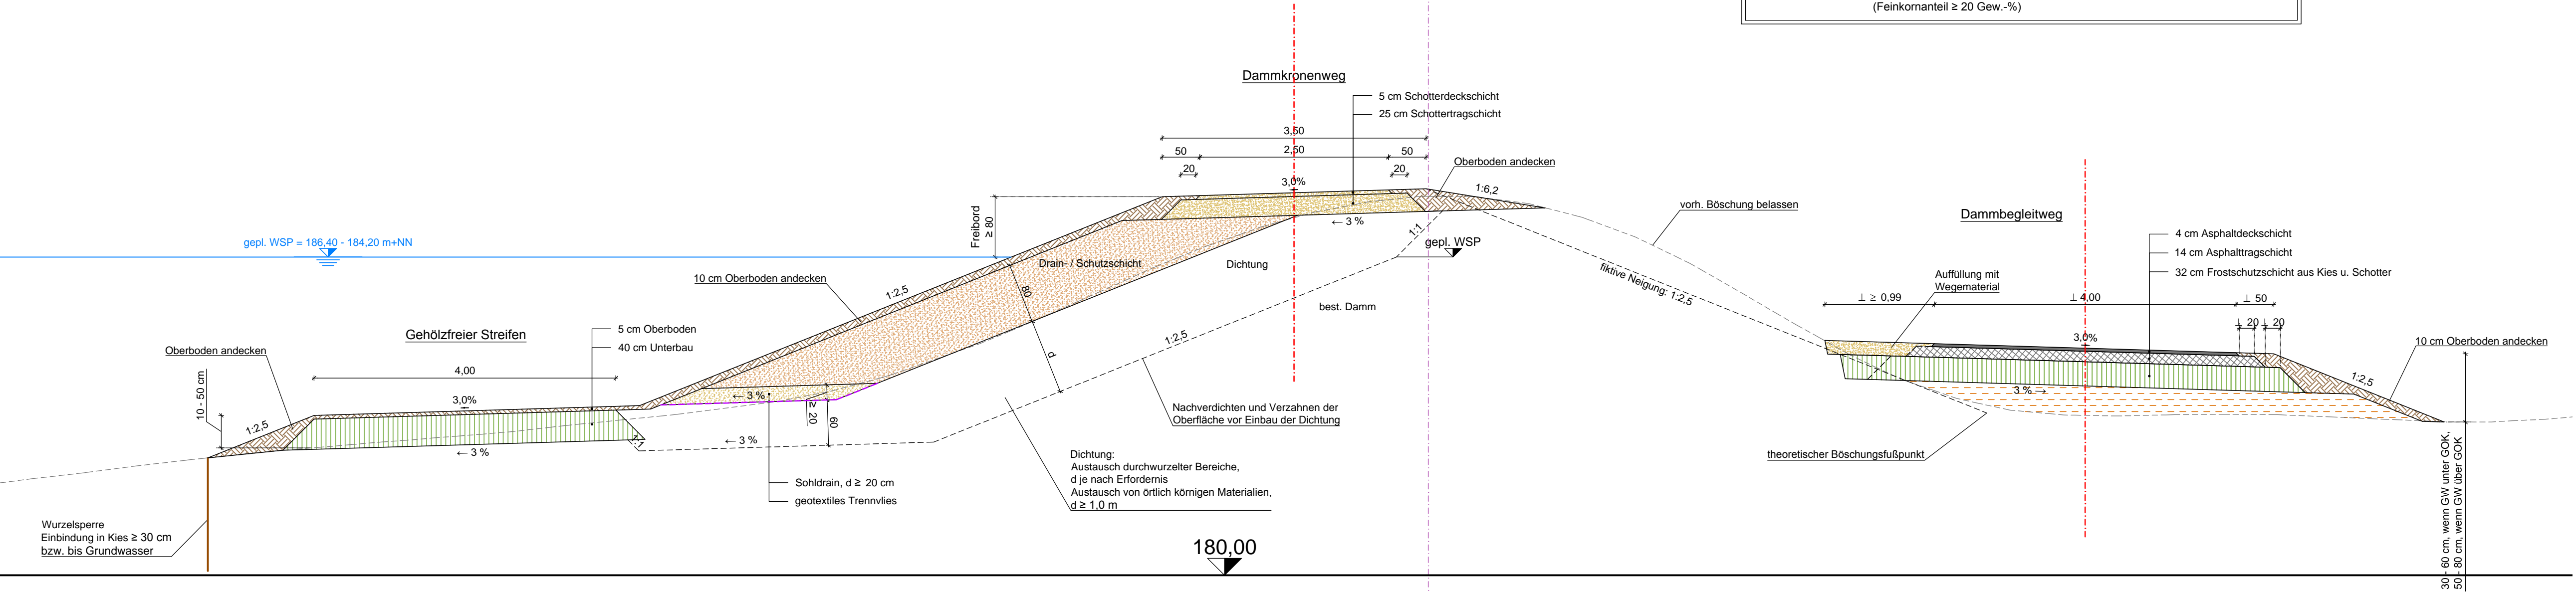 (Feinkornanteil ≥ 20 Gew.-%)
Dammkronenweg
5 cm Schotterdeckschicht
25 cm Schottertragschicht
3,50
50
2,50
50
20
20
3,0%
Oberboden andecken
1:6,2
← 3 %
1:1
Freibord
≥ 80
gepl. WSP = 186,40 - 184,20 m+NN
gepl. WSP
Drain- / Schutzschicht
Dichtung
best. Damm
10 cm Oberboden andecken
1:2,5
80
d
1:2,5
fiktive Neigung: 1:2,5
vorh. Böschung belassen
Dammbegleitweg
4 cm Asphaltdeckschicht
14 cm Asphalttragschicht
32 cm Frostschutzschicht aus Kies u. Schotter
Auffüllung mit
Wegematerial
⊥ ≥ 0,99
⊥ 4,00
⊥ 50
⊥ 20
⊥ 20
3,0%
3 % →
1:2,5
10 cm Oberboden andecken
theoretischer Böschungsfußpunkt
30 - 60 cm, wenn GW unter GOK,
50 - 80 cm, wenn GW über GOK
Gehölzfreier Streifen
5 cm Oberboden
40 cm Unterbau
Oberboden andecken
4,00
10 - 50 cm
1:2,5
3,0%
← 3 %
1:1
← 3 %
← 3 %
≥ 20
60
Sohldrain, d ≥ 20 cm
geotextiles Trennvlies
Nachverdichten und Verzahnen der
Oberfläche vor Einbau der Dichtung
Dichtung:
Austausch durchwurzelter Bereiche,
d je nach Erfordernis
Austausch von örtlich körnigen Materialien,
d ≥ 1,0 m
Wurzelsperre
Einbindung in Kies ≥ 30 cm
bzw. bis Grundwasser
180,00